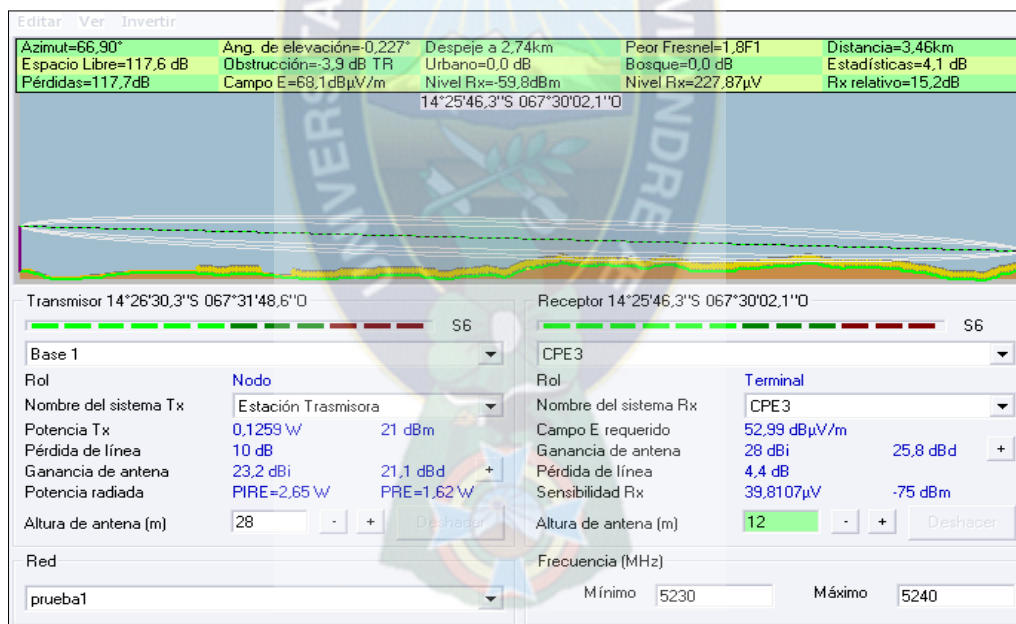 Editar Ver Invertir
Azimut=66,90° Ang. de elevación=-0,227° Despeje a 2,74km Peor Fresnel=1,8F1 Distancia=3,46km
Espacio Libre=117,6 dB Obstrucción=-3,9 dB TR Urbano=0,0 dB Bosque=0,0 dB Estadísticas=4,1 dB
Pérdidas=117,7dB Campo E=68,1dBµV/m Nivel Rx=-59,8dBm Nivel Rx=227,87µV Rx relativo=15,2dB
14°25'46,3"S 067°30'02,1"O
Transmisor 14°26'30,3"S 067°31'48,6"O Receptor 14°25'46,3"S 067°30'02,1"O
S6 S6
Base 1 CPE3
Rol Nodo Rol Terminal
Nombre del sistema Tx Estación Trasmisora Nombre del sistema Rx CPE3
Potencia Tx 0,1259 W 21 dBm Campo E requerido 52,99 dBµV/m
Pérdida de línea 10 dB Ganancia de antena 28 dBi 25,8 dBd +
Ganancia de antena 23,2 dBi 21,1 dBd + Pérdida de línea 4,4 dB
Potencia radiada PIRE=2,65 W PRE=1,62 W Sensibilidad Rx 39,8107µV -75 dBm
Altura de antena (m) 28 - + Deshacer Altura de antena (m) 12 - + Deshacer
Red Frecuencia (MHz)
prueba1 Mínimo 5230 Máximo 5240